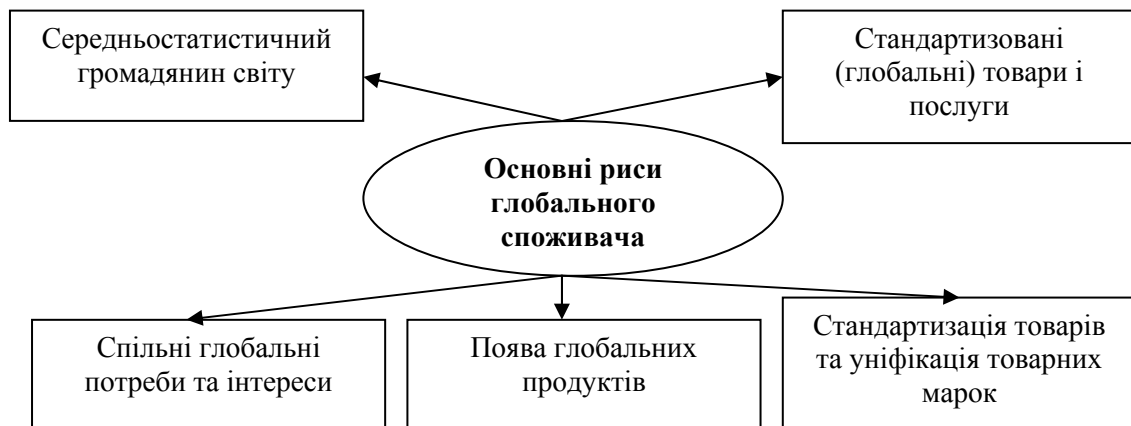 Середньостатистичний
громадянин світу
Стандартизовані
(глобальні) товари і
послуги
Основні риси
глобального
споживача
Спільні глобальні
потреби та інтереси
Поява глобальних
продуктів
Стандартизація товарів
та уніфікація товарних
марок